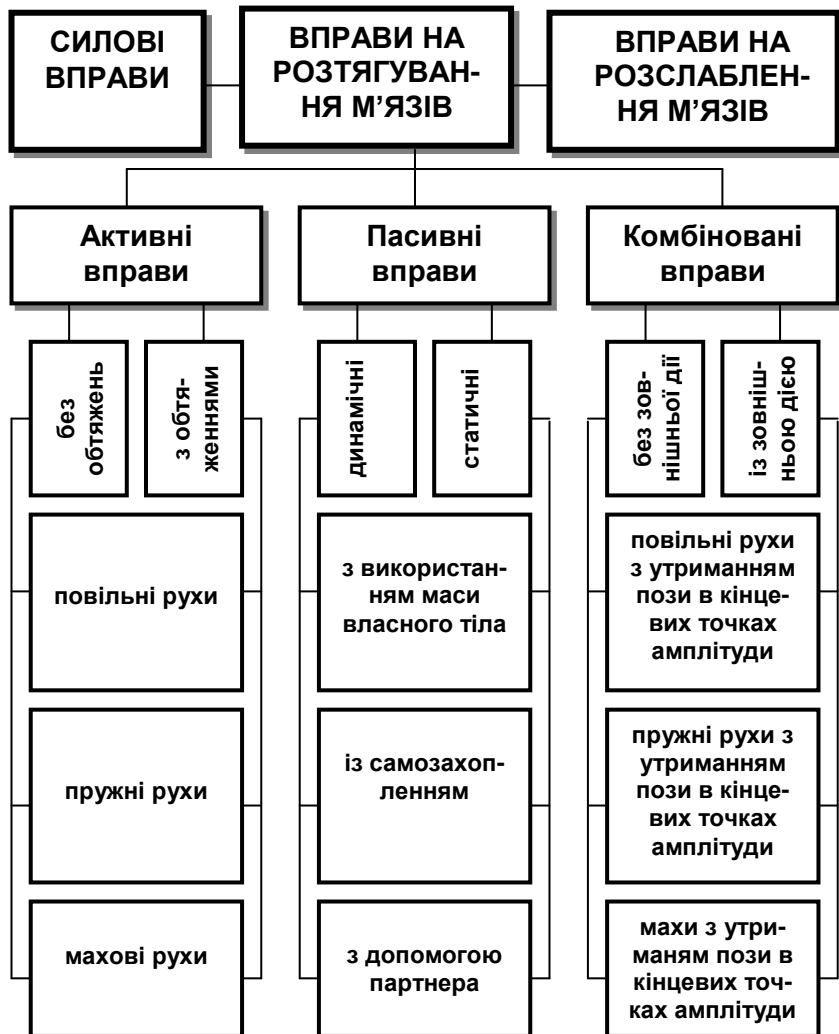 СИЛОВІ
ВПРАВИ
ВПРАВИ НА
РОЗТЯГУВАН-
НЯ М’ЯЗІВ
ВПРАВИ НА
РОЗСЛАБЛЕН-
НЯ М’ЯЗІВ
Активні
вправи
Пасивні
вправи
Комбіновані
вправи
без
обтяжень
з обтя-
женнями
динамічні
статичні
без зов-
нішньої дії
із зовніш-
ньою дією
повільні рухи
з використан-
ням маси
власного тіла
повільні рухи
з утриманням
пози в кінце-
вих точках
амплітуди
пружні рухи
із самозахоп-
ленням
пружні рухи з
утриманням
пози в кінце-
вих точках
амплітуди
махові рухи
з допомогою
партнера
махи з утри-
маням пози в
кінцевих точ-
ках амплітуди